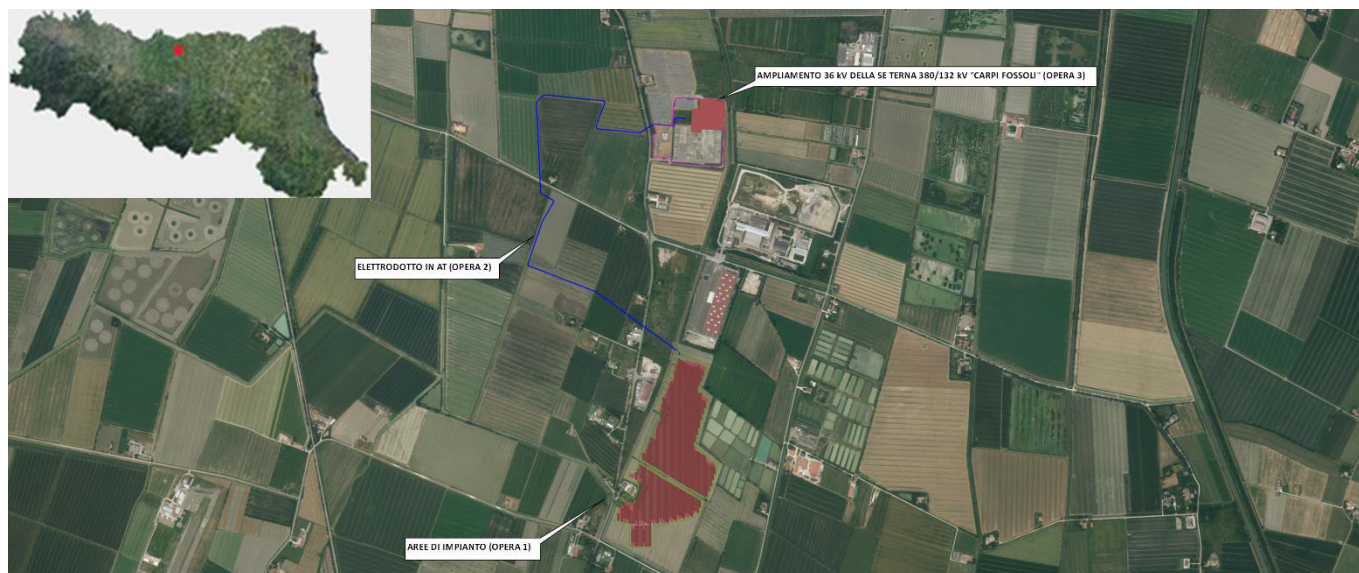 AMPLIAMENTO 36 kV DELLA SE TERNA 380/132 kV "CARPI FOSSOLI" (OPERA 3)
ELETTRODOTTO IN AT (OPERA 2)
AREE DI IMPIANTO (OPERA 1)